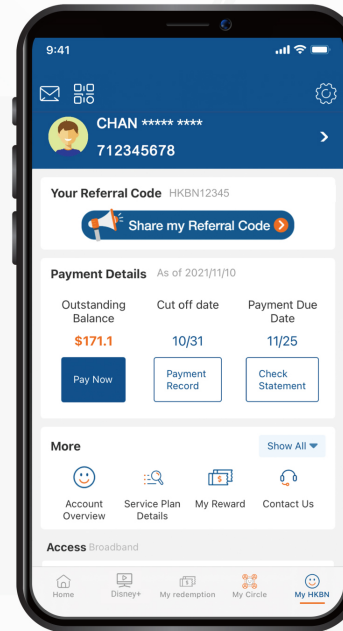 9:41
CHAN ***** ****
712345678
Your Referral Code HKBN12345
Share my Referral Code
Payment Details As of 2021/11/10
Outstanding Balance
Cut off date
Payment Due Date
$171.1
10/31
11/25
Pay Now
Payment Record
Check Statement
More
Show All
$
Account Overview
Service Plan Details
My Reward
Contact Us
Access Broadband
Home
Disney+
My redemption
My Circle
My HKBN